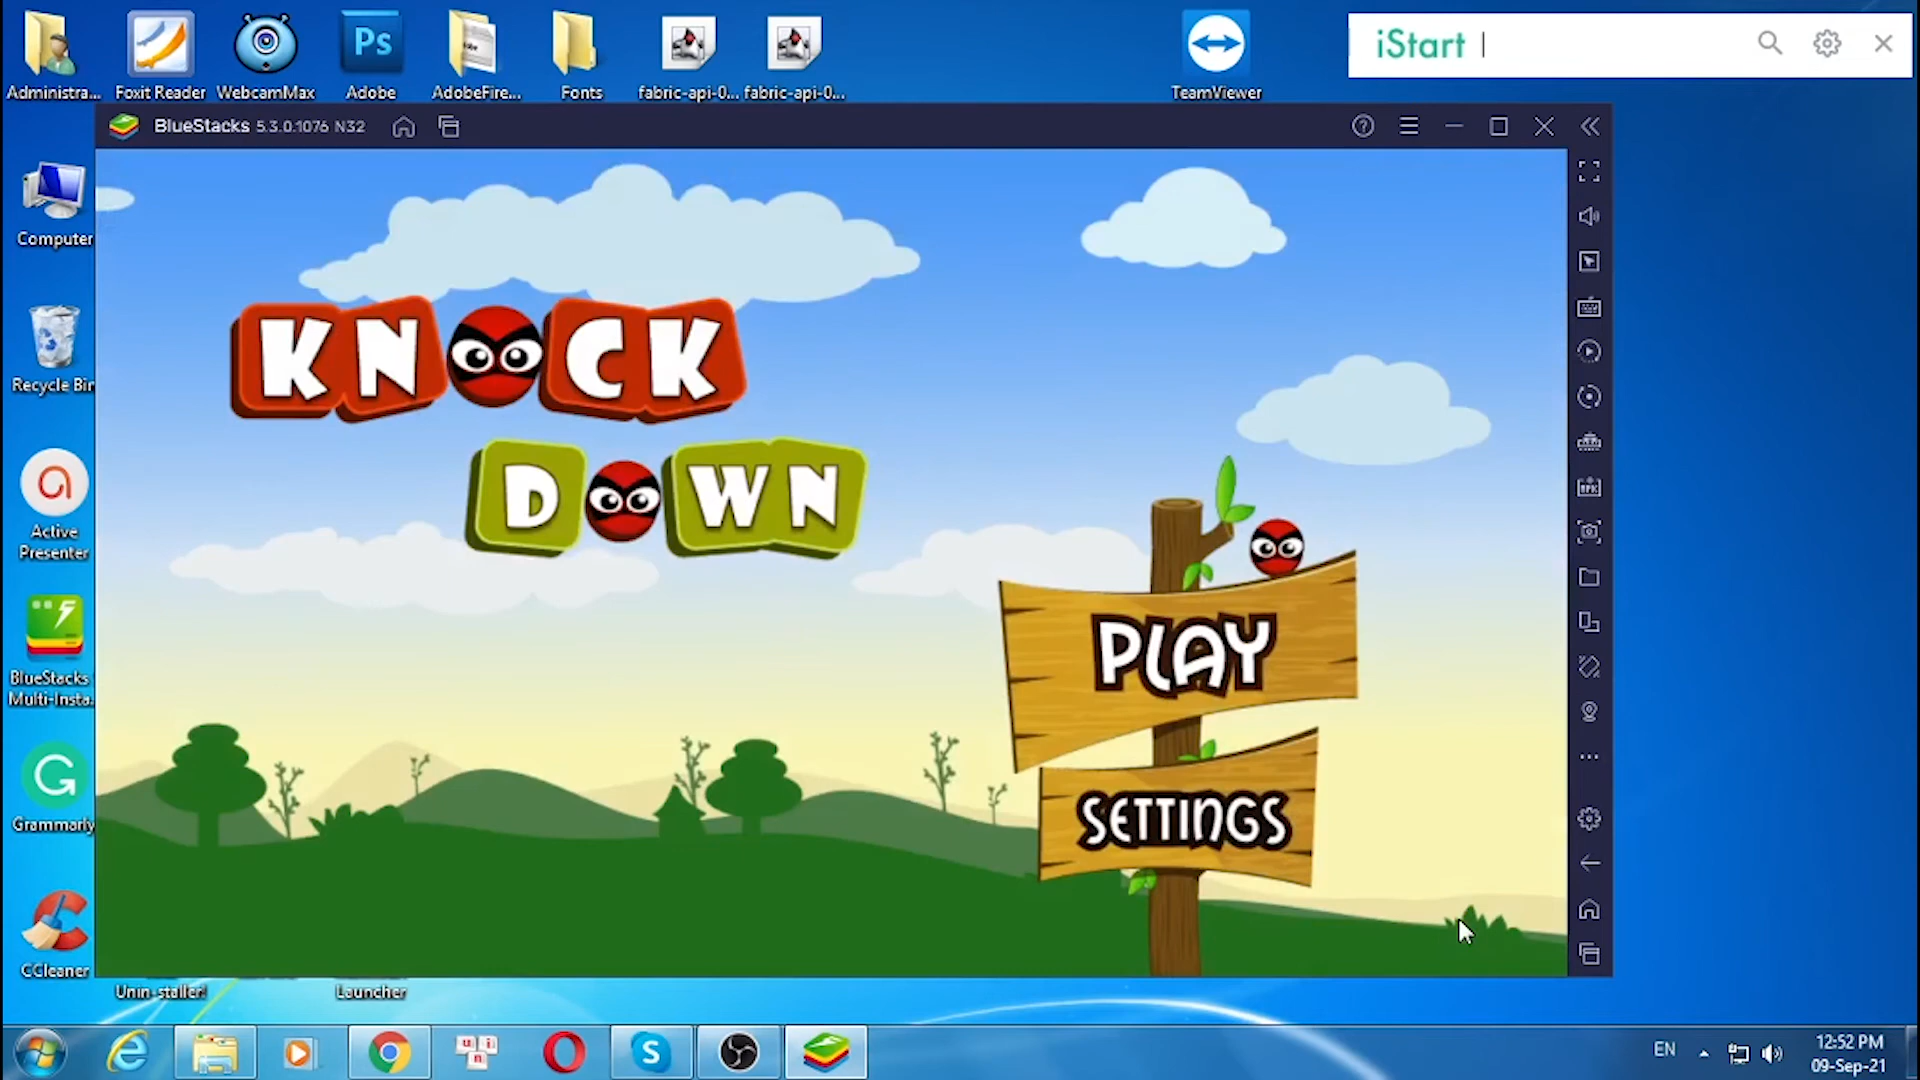 Administra...
Foxit Reader
WebcamMax
Ps
Adobe
AdobeFire...
Fonts
fabric-api-0...
fabric-api-0...
TeamViewer
iStart
BlueStacks 5.3.0.1076 N32
Computer
Recycle Bin
Active
Presenter
BlueStacks
Multi-Insta...
Grammarly
CCleaner
KNOCK
DOWN
PLAY
SETTINGS
APK
Unin-staller!
Launcher
EN
12:52 PM
09-Sep-21